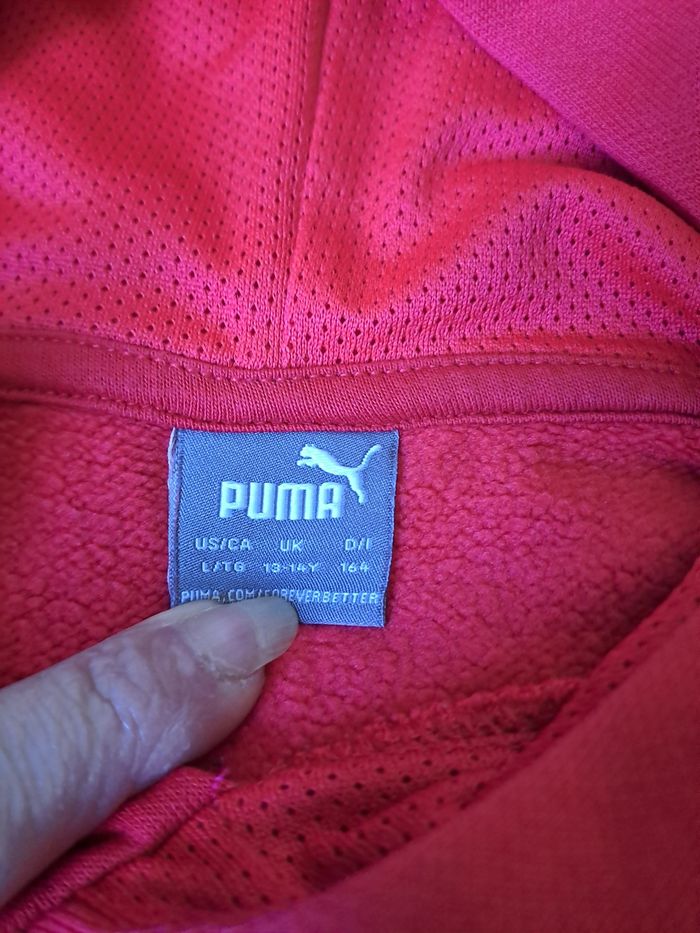 PUMA
US/CA UK D/I
L/TG 13-14Y 164
PUMA.COM/FOREVERBETTER